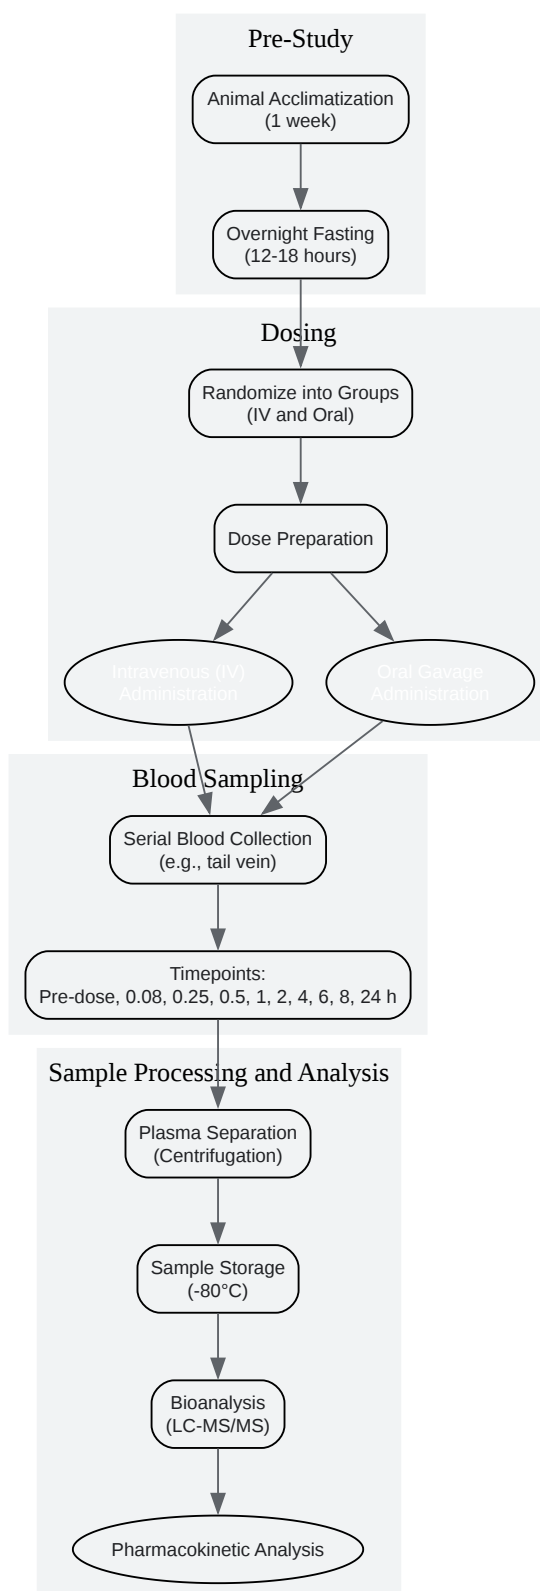 Pre-Study
Animal Acclimatization
(1 week)
Overnight Fasting
(12-18 hours)
Dosing
Randomize into Groups
(IV and Oral)
Dose Preparation
Intravenous (IV)
Administration
Oral Gavage
Administration
Blood Sampling
Serial Blood Collection
(e.g., tail vein)
Timepoints:
Pre-dose, 0.08, 0.25, 0.5, 1, 2, 4, 6, 8, 24 h
Sample Processing and Analysis
Plasma Separation
(Centrifugation)
Sample Storage
(-80°C)
Bioanalysis
(LC-MS/MS)
Pharmacokinetic Analysis